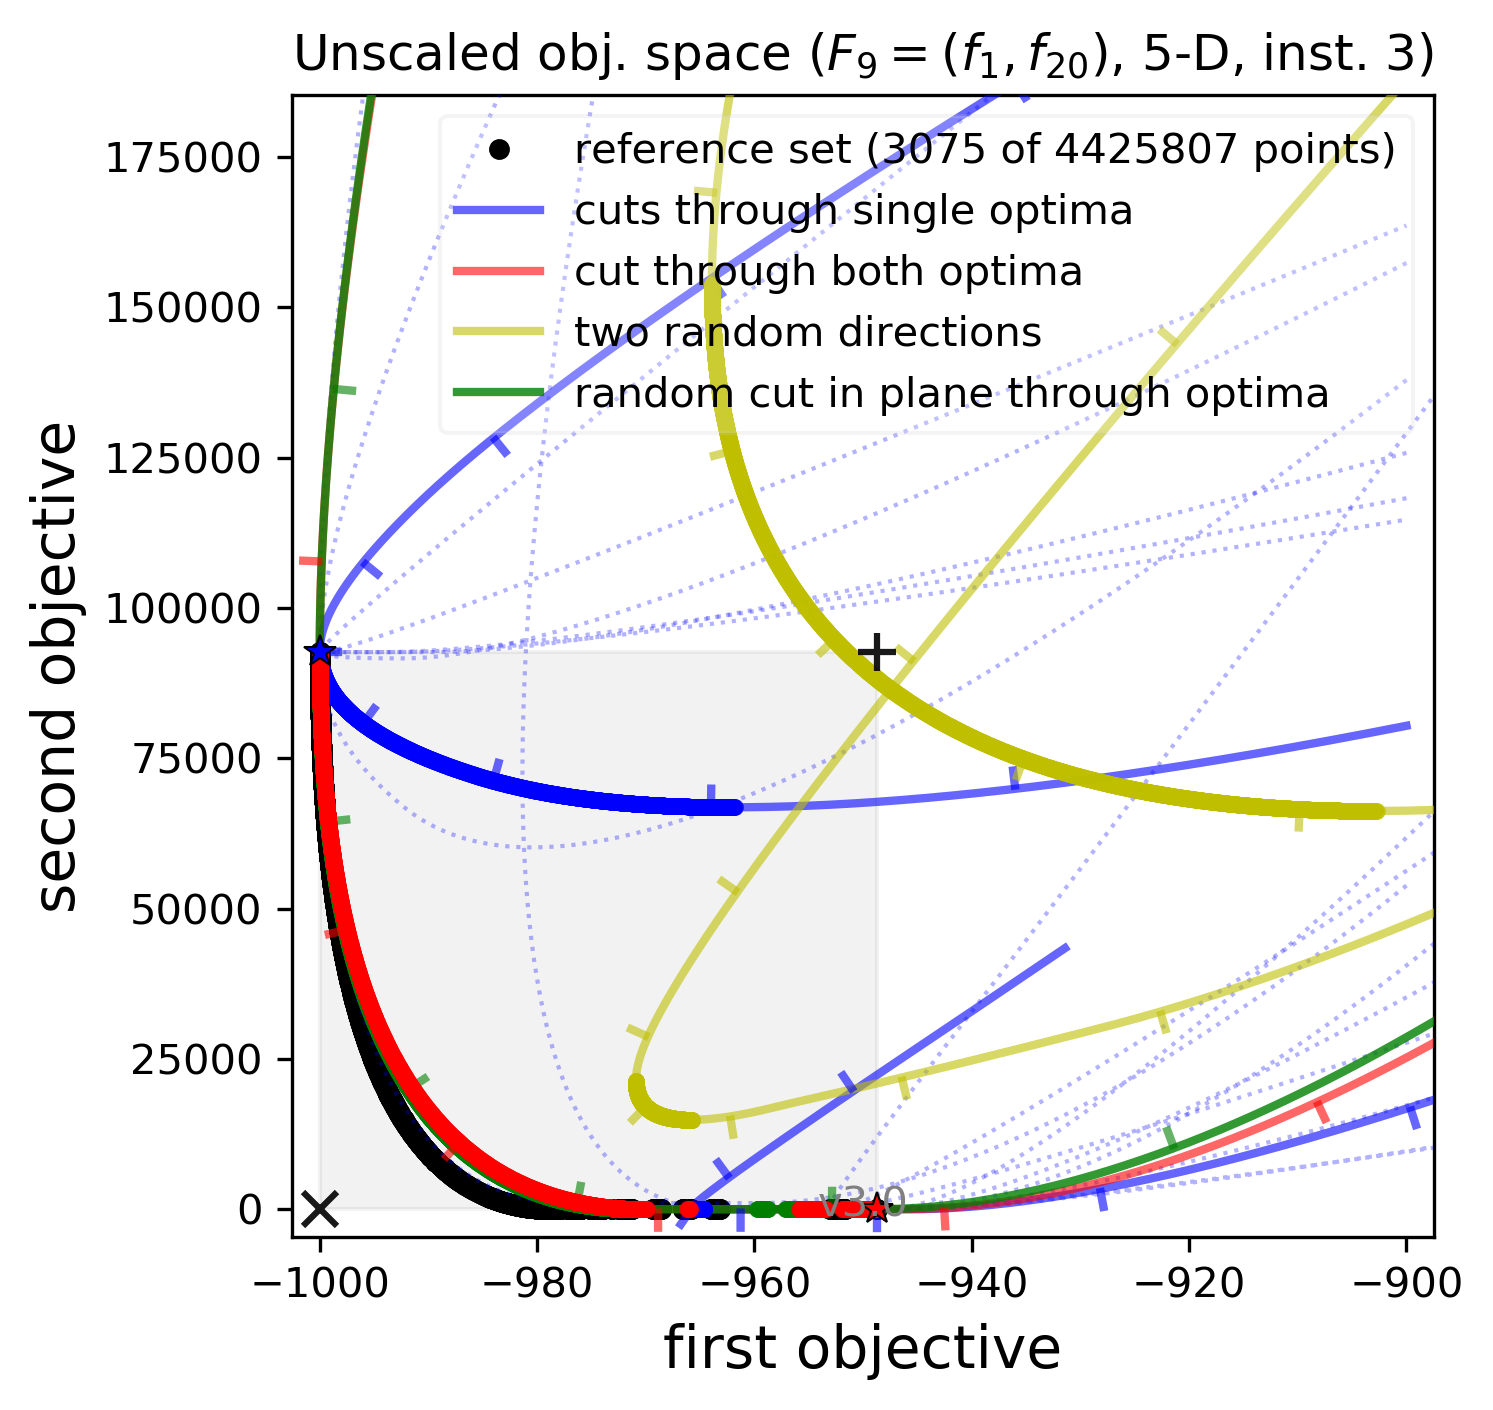 Unscaled obj. space (F₉ = (f₁, f₂₀), 5-D, inst. 3)
175000
150000
125000
100000
75000
50000
25000
0
second objective
reference set (3075 of 4425807 points)
cuts through single optima
cut through both optima
two random directions
random cut in plane through optima
v3.0
−1000
−980
−960
−940
−920
−900
first objective